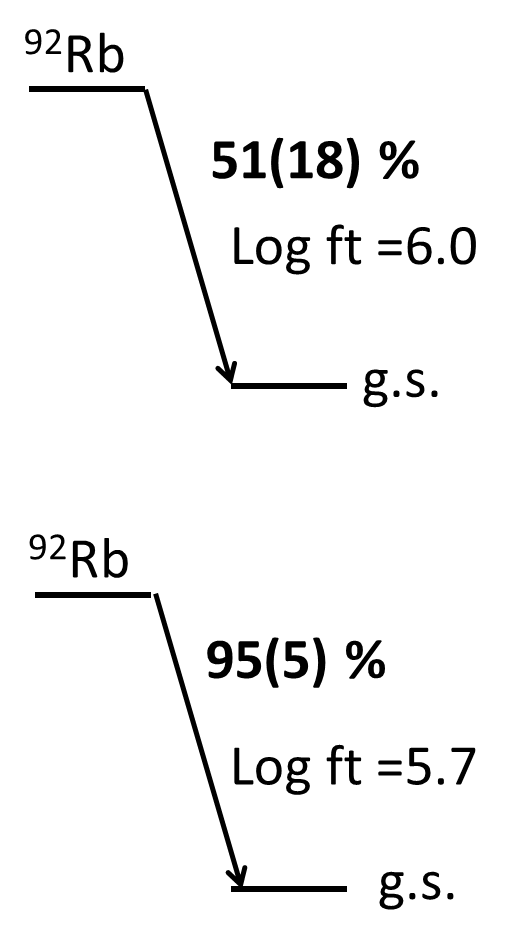 ⁹²Rb
51(18) %
Log ft =6.0
g.s.
⁹²Rb
95(5) %
Log ft =5.7
g.s.